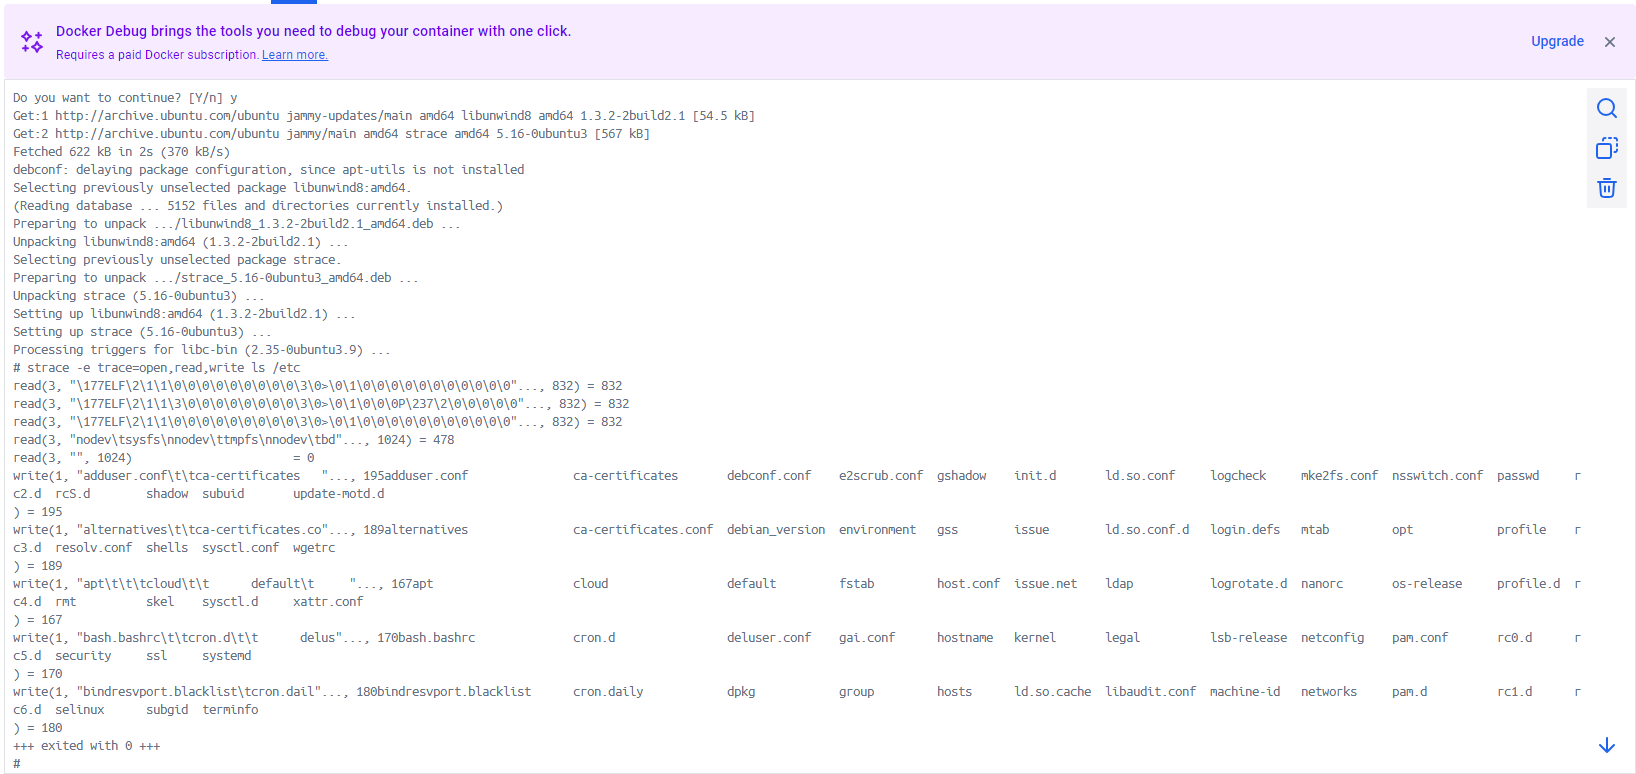 Docker Debug brings the tools you need to debug your container with one click.
Requires a paid Docker subscription. Learn more.
Upgrade
Do you want to continue? [Y/n] y
Get:1 http://archive.ubuntu.com/ubuntu jammy-updates/main amd64 libunwind8 amd64 1.3.2-2build2.1 [54.5 kB]
Get:2 http://archive.ubuntu.com/ubuntu jammy/main amd64 strace amd64 5.16-0ubuntu3 [567 kB]
Fetched 622 kB in 2s (370 kB/s)
debconf: delaying package configuration, since apt-utils is not installed
Selecting previously unselected package libunwind8:amd64.
(Reading database ... 5152 files and directories currently installed.)
Preparing to unpack .../libunwind8_1.3.2-2build2.1_amd64.deb ...
Unpacking libunwind8:amd64 (1.3.2-2build2.1) ...
Selecting previously unselected package strace.
Preparing to unpack .../strace_5.16-0ubuntu3_amd64.deb ...
Unpacking strace (5.16-0ubuntu3) ...
Setting up libunwind8:amd64 (1.3.2-2build2.1) ...
Setting up strace (5.16-0ubuntu3) ...
Processing triggers for libc-bin (2.35-0ubuntu3.9) ...
# strace -e trace=open,read,write ls /etc
read(3, "\177ELF\2\1\1\0\0\0\0\0\0\0\0\0\3\0>\0\1\0\0\0\0\0\0\0\0\0\0\0"..., 832) = 832
read(3, "\177ELF\2\1\1\3\0\0\0\0\0\0\0\0\3\0>\0\1\0\0\0P\237\2\0\0\0\0\0"..., 832) = 832
read(3, "\177ELF\2\1\1\0\0\0\0\0\0\0\0\0\3\0>\0\1\0\0\0\0\0\0\0\0\0\0\0"..., 832) = 832
read(3, "nodev\tsysfs\nnodev\ttmpfs\nnodev\tbd"..., 1024) = 478
read(3, "", 1024)                       = 0
write(1, "adduser.conf\t\tca-certificates   "..., 195adduser.conf               ca-certificates       debconf.conf    e2scrub.conf  gshadow    init.d       ld.so.conf     logcheck     mke2fs.conf  nsswitch.conf  passwd     r
c2.d  rcS.d        shadow  subuid       update-motd.d
) = 195
write(1, "alternatives\t\tca-certificates.co"..., 189alternatives               ca-certificates.conf  debian_version  environment   gss        issue        ld.so.conf.d   login.defs   mtab         opt            profile    r
c3.d  resolv.conf  shells  sysctl.conf  wgetrc
) = 189
write(1, "apt\t\t\t\tcloud\t\t      default\t     "..., 167apt                    cloud                 default         fstab         host.conf  issue.net    ldap           logrotate.d  nanorc       os-release     profile.d  r
c4.d  rmt          skel    sysctl.d     xattr.conf
) = 167
write(1, "bash.bashrc\t\tcron.d\t\t      delus"..., 170bash.bashrc              cron.d                deluser.conf    gai.conf      hostname   kernel       legal          lsb-release  netconfig    pam.conf       rc0.d      r
c5.d  security     ssl     systemd
) = 170
write(1, "bindresvport.blacklist\tcron.dail"..., 180bindresvport.blacklist      cron.daily            dpkg            group         hosts      ld.so.cache  libaudit.conf  machine-id   networks     pam.d          rc1.d      r
c6.d  selinux      subgid  terminfo
) = 180
+++ exited with 0 +++
#